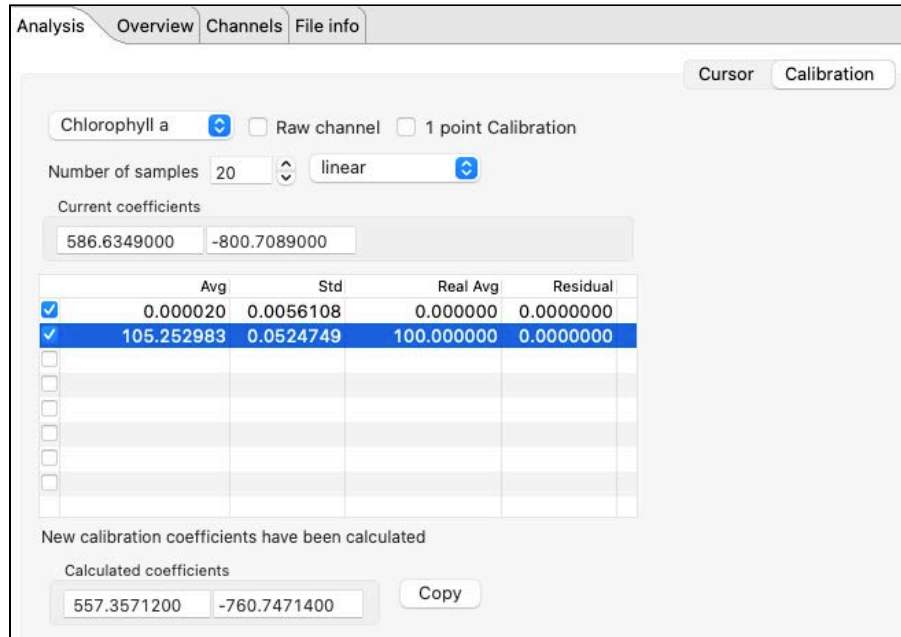 Analysis Overview Channels File info
Cursor Calibration
Chlorophyll a Raw channel 1 point Calibration
Number of samples 20 linear
Current coefficients
586.6349000 -800.7089000
Avg Std Real Avg Residual
0.000020 0.0056108 0.000000 0.0000000
105.252983 0.0524749 100.000000 0.0000000
New calibration coefficients have been calculated
Calculated coefficients
557.3571200 -760.7471400 Copy